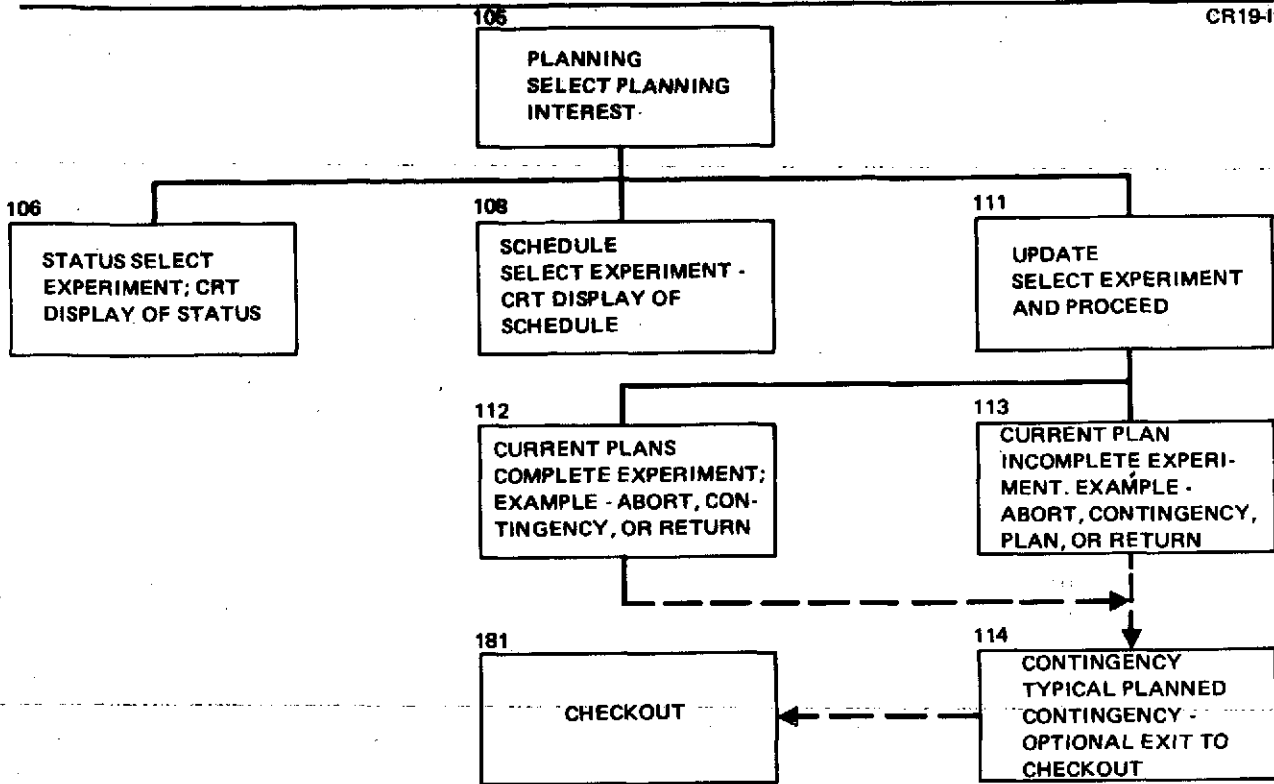 CR19-I
105
PLANNING
SELECT PLANNING
INTEREST
106
STATUS SELECT
EXPERIMENT; CRT
DISPLAY OF STATUS
108
SCHEDULE
SELECT EXPERIMENT -
CRT DISPLAY OF
SCHEDULE
111
UPDATE
SELECT EXPERIMENT
AND PROCEED
112
CURRENT PLANS
COMPLETE EXPERIMENT;
EXAMPLE - ABORT, CON-
TINGENCY, OR RETURN
113
CURRENT PLAN
INCOMPLETE EXPERI-
MENT. EXAMPLE -
ABORT, CONTINGENCY,
PLAN, OR RETURN
181
CHECKOUT
114
CONTINGENCY
TYPICAL PLANNED
CONTINGENCY -
OPTIONAL EXIT TO
CHECKOUT